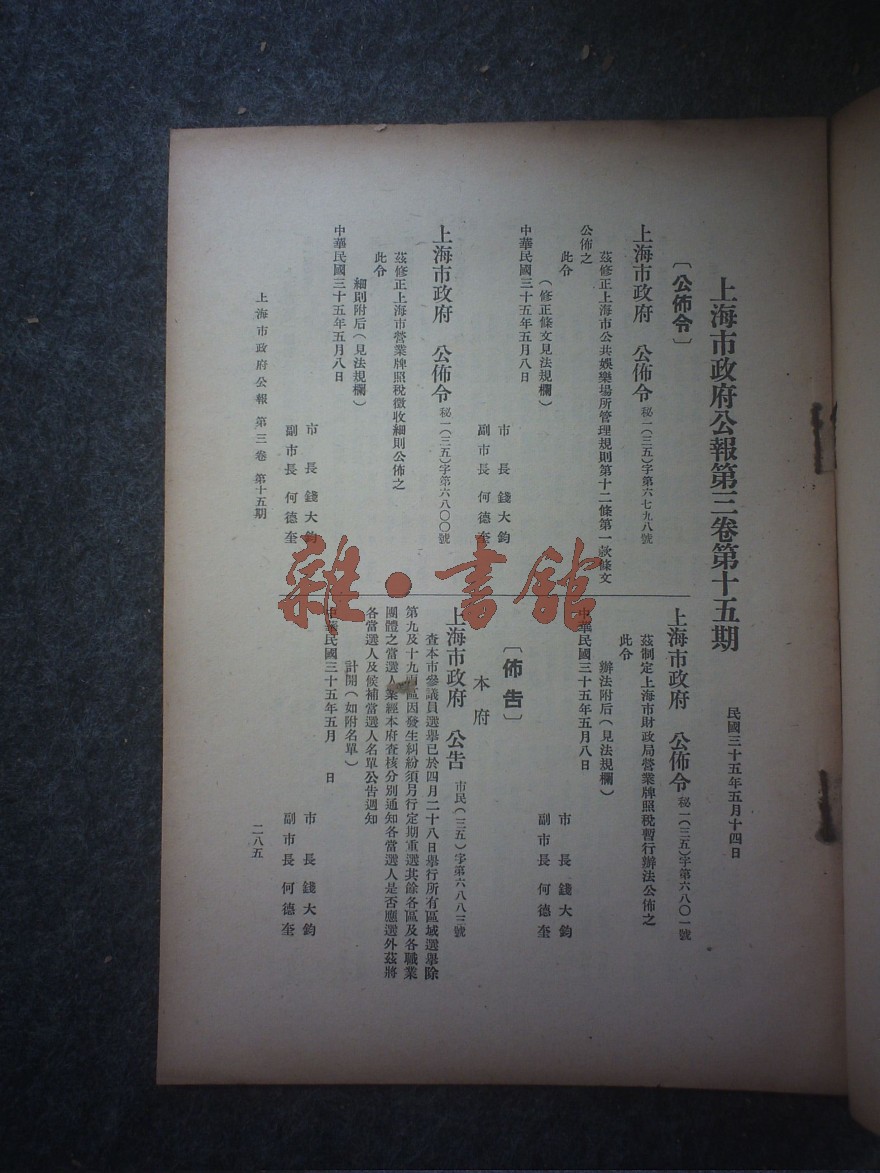 上海市政府公報第三卷第十五期
民國三十五年五月十四日
〔公佈令〕
上海市政府 公佈令 秘一(三五)字第六七九八號
茲修正上海市公共娛樂場所管理規則第十二條第一款條文
公佈之
此令
(修正條文見法規欄)
中華民國三十五年五月八日
市長 錢大鈞
副市長 何德奎
上海市政府 公佈令 秘一(三五)字第六八〇〇號
茲修正上海市營業牌照稅徵收細則公佈之
此令
細則附后(見法規欄)
中華民國三十五年五月八日
市長 錢大鈞
副市長 何德奎
上海市政府 公佈令 秘一(三五)字第六八〇一號
茲制定上海市財政局營業牌照稅暫行辦法公佈之
此令
辦法附后(見法規欄)
中華民國三十五年五月八日
市長 錢大鈞
副市長 何德奎
〔佈告〕
本府
上海市政府 公告 市民(三五)字第六八八三號
查本市參議員選舉已於四月二十八日舉行所有區域選舉除
第九及十九兩區因發生糾紛須另行定期重選其餘各區及各職業
團體之當選人業經本府查核分別通知各當選人是否應選外茲將
各當選人及候補當選人名單公告週知
計開(如附名單)
中華民國三十五年五月 日
市長 錢大鈞
副市長 何德奎
上海市政府公報 第三卷 第十五期
二八五
雜·書館